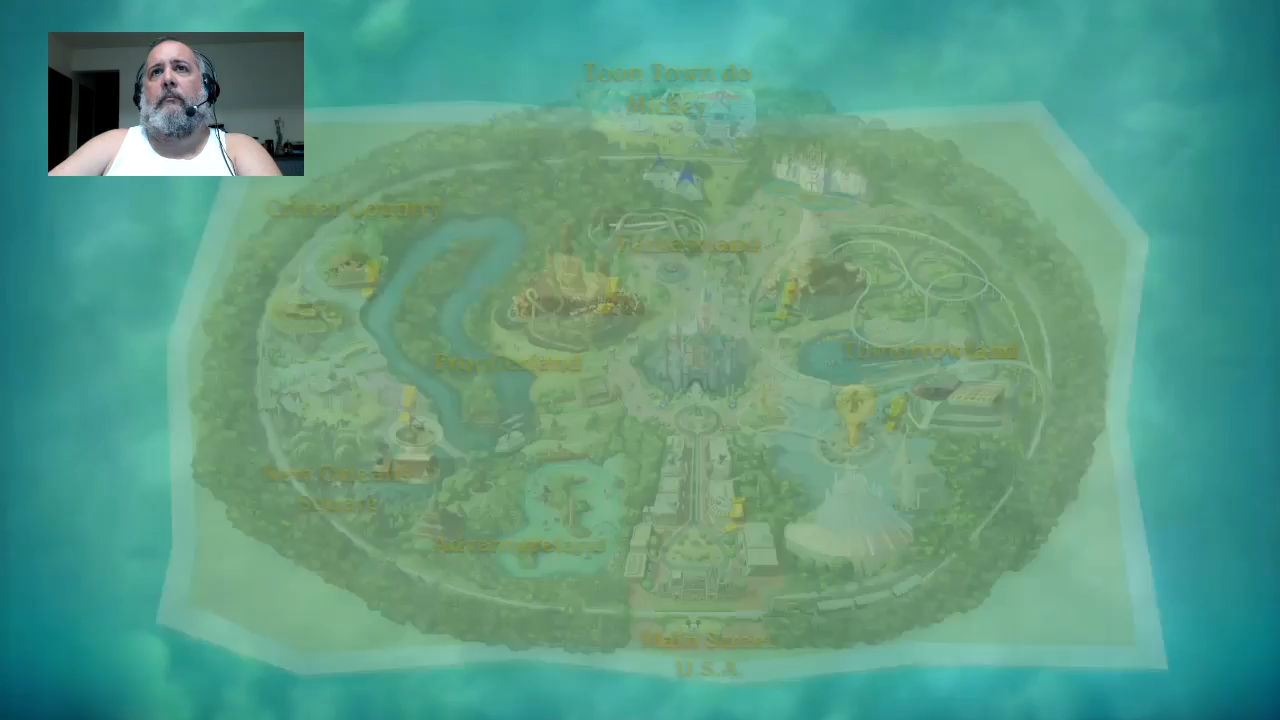 Toon Town do
Mickey
Critter Country
Fantasyland
Tomorrowland
Frontierland
New Orleans
Square
Adventureland
Main Street
U.S.A.